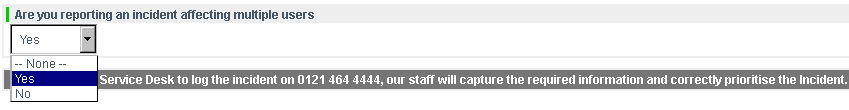 Are you reporting an incident affecting multiple users
Yes
-- None --
Yes
Service Desk to log the incident on 0121 464 4444, our staff will capture the required information and correctly prioritise the Incident.
No